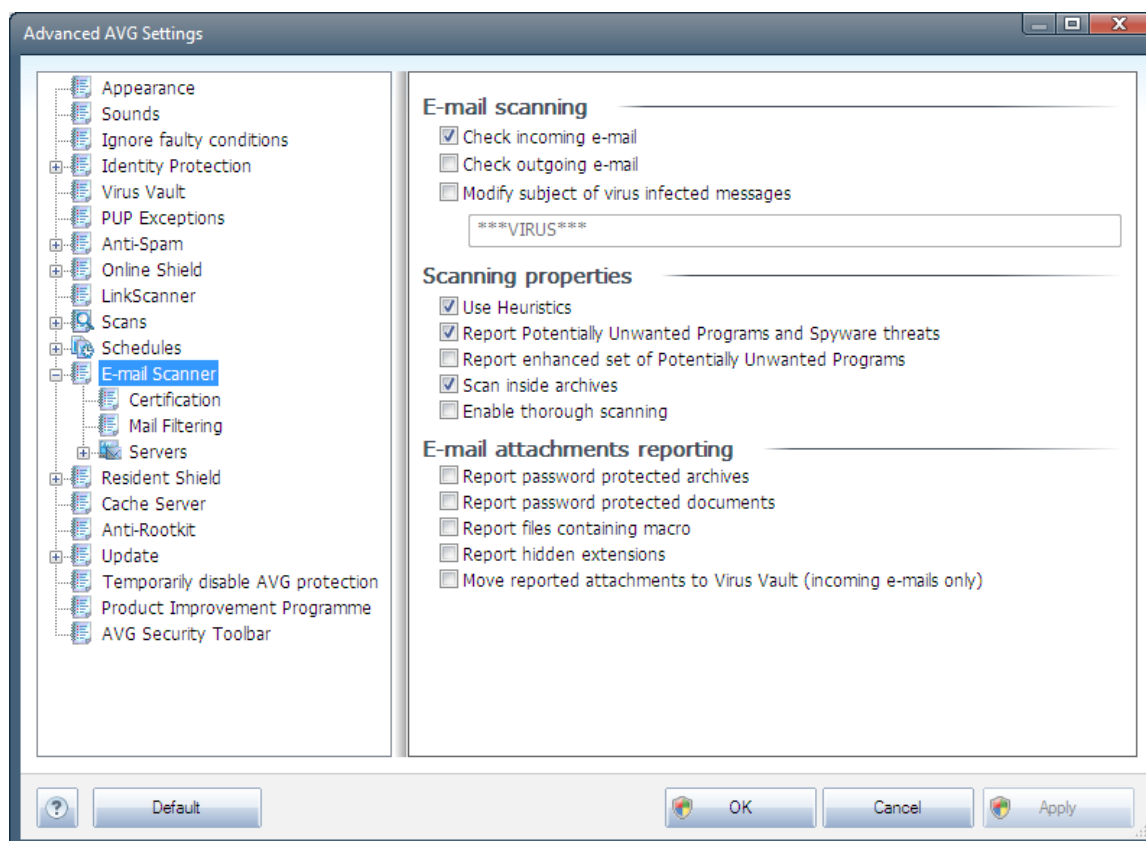 Advanced AVG Settings
X
Appearance
Sounds
Ignore faulty conditions
Identity Protection
Virus Vault
PUP Exceptions
Anti-Spam
Online Shield
LinkScanner
Scans
Schedules
E-mail Scanner
Certification
Mail Filtering
Servers
Resident Shield
Cache Server
Anti-Rootkit
Update
Temporarily disable AVG protection
Product Improvement Programme
AVG Security Toolbar
E-mail scanning
Check incoming e-mail
Check outgoing e-mail
Modify subject of virus infected messages
***VIRUS***
Scanning properties
Use Heuristics
Report Potentially Unwanted Programs and Spyware threats
Report enhanced set of Potentially Unwanted Programs
Scan inside archives
Enable thorough scanning
E-mail attachments reporting
Report password protected archives
Report password protected documents
Report files containing macro
Report hidden extensions
Move reported attachments to Virus Vault (incoming e-mails only)
? Default OK Cancel Apply